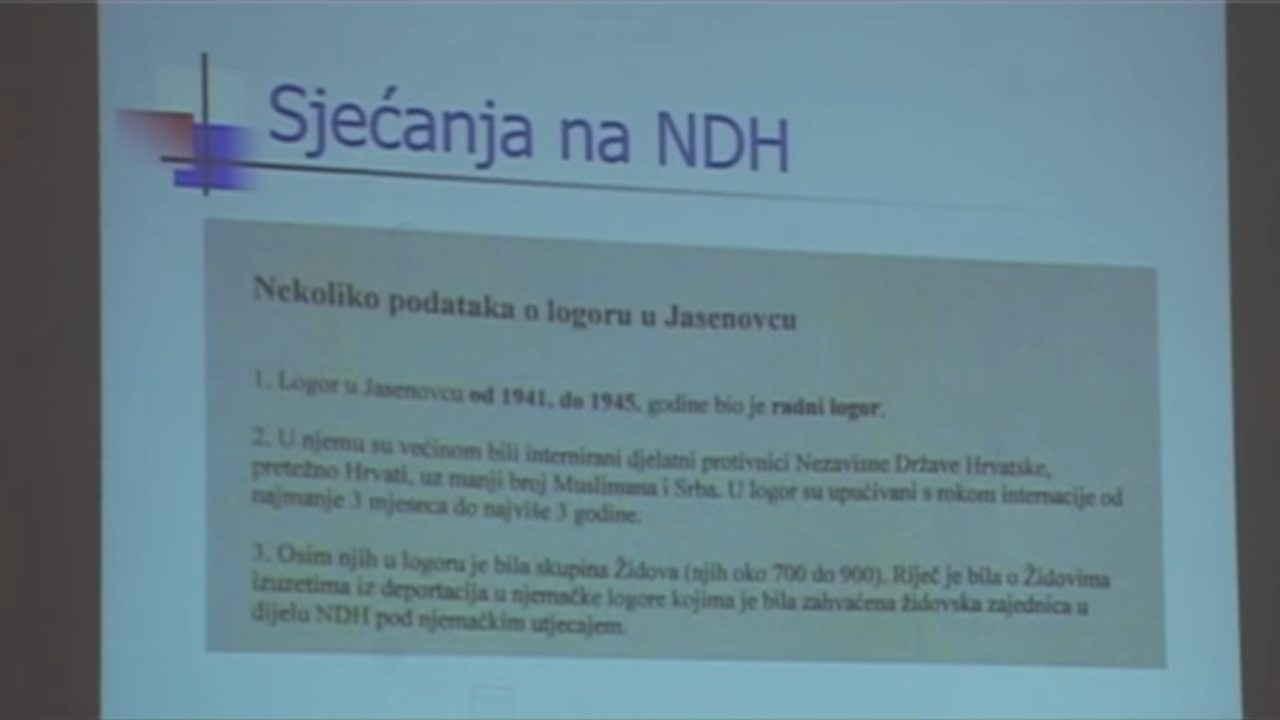 Sjećanja na NDH
Nekoliko podataka o logoru u Jasenovcu
1. Logor u Jasenovcu od 1941. do 1945. godine bio je radni logor.
2. U njemu su većinom bili internirani djelatni protivnici Nezavisne Države Hrvatske,
pretežno Hrvati, uz manji broj Muslimana i Srba. U logor su upućivani s rokom internacije od
najmanje 3 mjeseca do najviše 3 godine.
3. Osim njih u logoru je bila skupina Židova (njih oko 700 do 900). Riječ je bila o Židovima
izuzetima iz deportacija u njemačke logore kojima je bila zahvaćena židovska zajednica u
dijelu NDH pod njemačkim utjecajem.